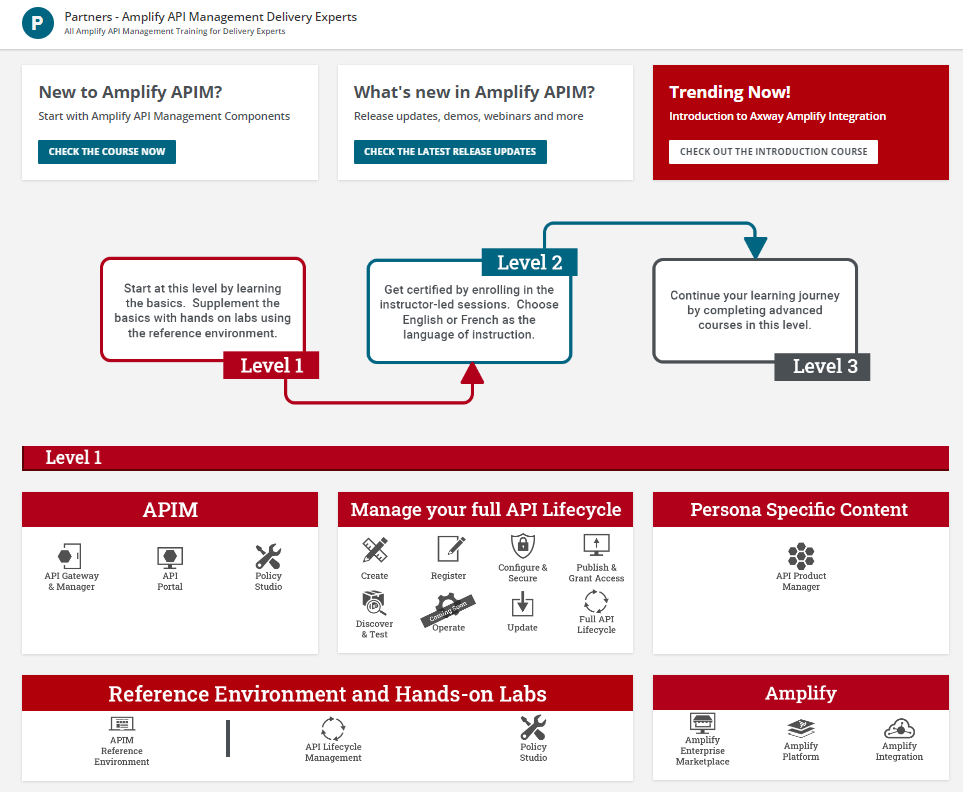 P
Partners - Amplify API Management Delivery Experts
All Amplify API Management Training for Delivery Experts
New to Amplify APIM?
Start with Amplify API Management Components
CHECK THE COURSE NOW
What's new in Amplify APIM?
Release updates, demos, webinars and more
CHECK THE LATEST RELEASE UPDATES
Trending Now!
Introduction to Axway Amplify Integration
CHECK OUT THE INTRODUCTION COURSE
Start at this level by learning
the basics. Supplement the
basics with hands on labs using
the reference environment.
Level 1
Level 2
Get certified by enrolling in the
instructor-led sessions. Choose
English or French as the
language of instruction.
Continue your learning journey
by completing advanced
courses in this level.
Level 3
Level 1
APIM
API Gateway
& Manager
API
Portal
Policy
Studio
Manage your full API Lifecycle
Create
Register
Configure &
Secure
Publish &
Grant Access
Discover
& Test
Coming Soon
Operate
Update
Full API
Lifecycle
Persona Specific Content
API Product
Manager
Reference Environment and Hands-on Labs
APIM
Reference
Environment
API Lifecycle
Management
Policy
Studio
Amplify
Amplify
Enterprise
Marketplace
Amplify
Platform
Amplify
Integration